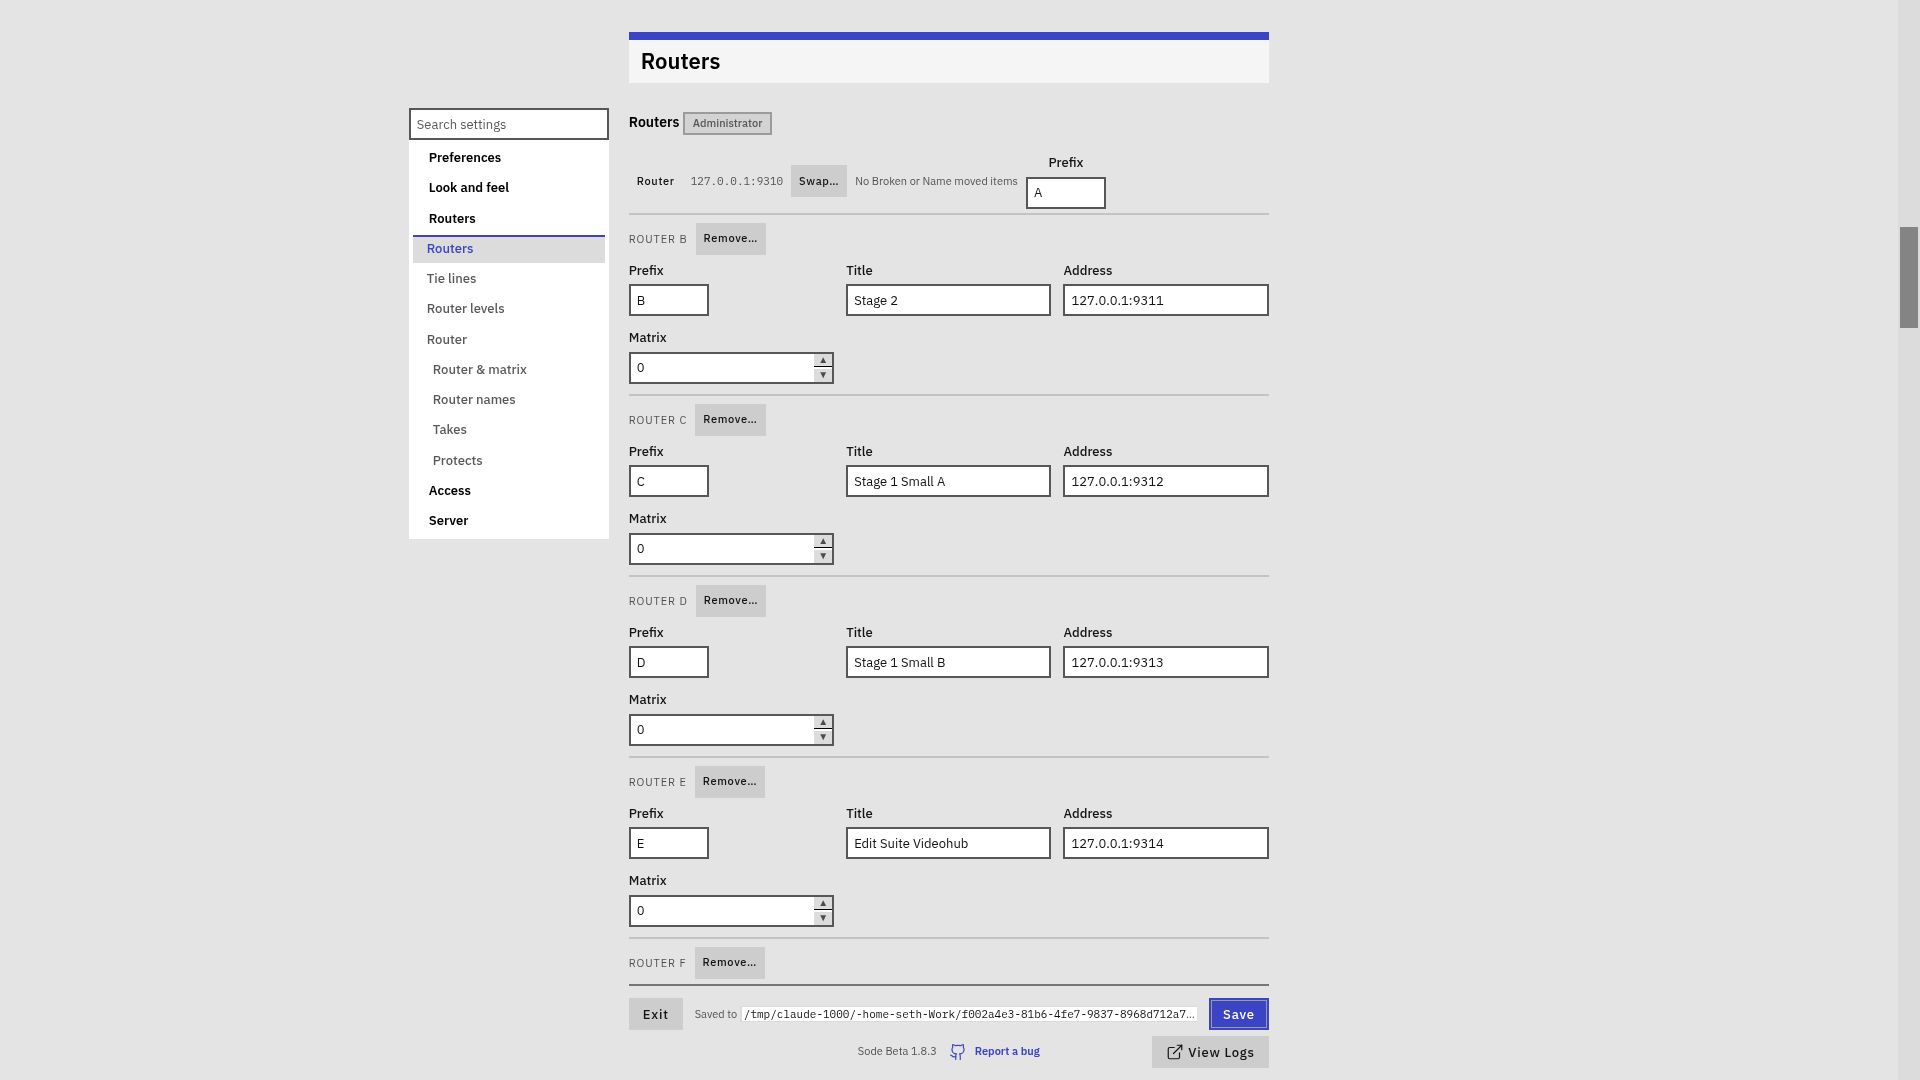 Routers
Search settings
Preferences
Look and feel
Routers
Routers
Tie lines
Router levels
Router
Router & matrix
Router names
Takes
Protects
Access
Server
Routers Administrator
Prefix
Router 127.0.0.1:9310 Swap... No Broken or Name moved items A
ROUTER B Remove...
Prefix Title Address
B Stage 2 127.0.0.1:9311
Matrix
0
ROUTER C Remove...
Prefix Title Address
C Stage 1 Small A 127.0.0.1:9312
Matrix
0
ROUTER D Remove...
Prefix Title Address
D Stage 1 Small B 127.0.0.1:9313
Matrix
0
ROUTER E Remove...
Prefix Title Address
E Edit Suite Videohub 127.0.0.1:9314
Matrix
0
ROUTER F Remove...
Exit Saved to /tmp/claude-1000/-home-seth-Work/f002a4e3-81b6-4fe7-9837-8968d712a7... Save
Sode Beta 1.8.3 Report a bug View Logs